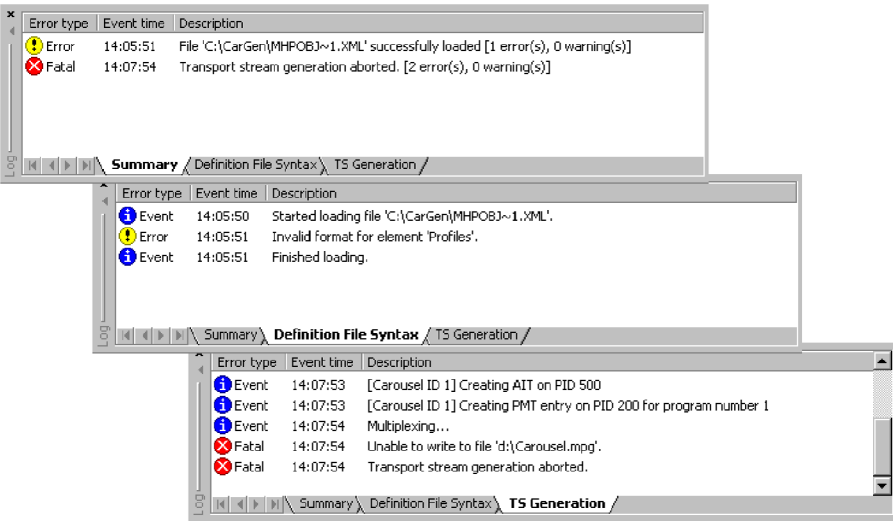 Error type Event time Description
Error 14:05:51 File 'C:\CarGen\MHPOBJ~1.XML' successfully loaded [1 error(s), 0 warning(s)]
Fatal 14:07:54 Transport stream generation aborted. [2 error(s), 0 warning(s)]
Log
Summary Definition File Syntax TS Generation
Error type Event time Description
Event 14:05:50 Started loading file 'C:\CarGen\MHPOBJ~1.XML'.
Error 14:05:51 Invalid format for element 'Profiles'.
Event 14:05:51 Finished loading.
Log
Summary Definition File Syntax TS Generation
Error type Event time Description
Event 14:07:53 [Carousel ID 1] Creating AIT on PID 500
Event 14:07:53 [Carousel ID 1] Creating PMT entry on PID 200 for program number 1
Event 14:07:54 Multiplexing...
Fatal 14:07:54 Unable to write to file 'd:\Carousel.mpg'.
Fatal 14:07:54 Transport stream generation aborted.
Log
Summary Definition File Syntax TS Generation